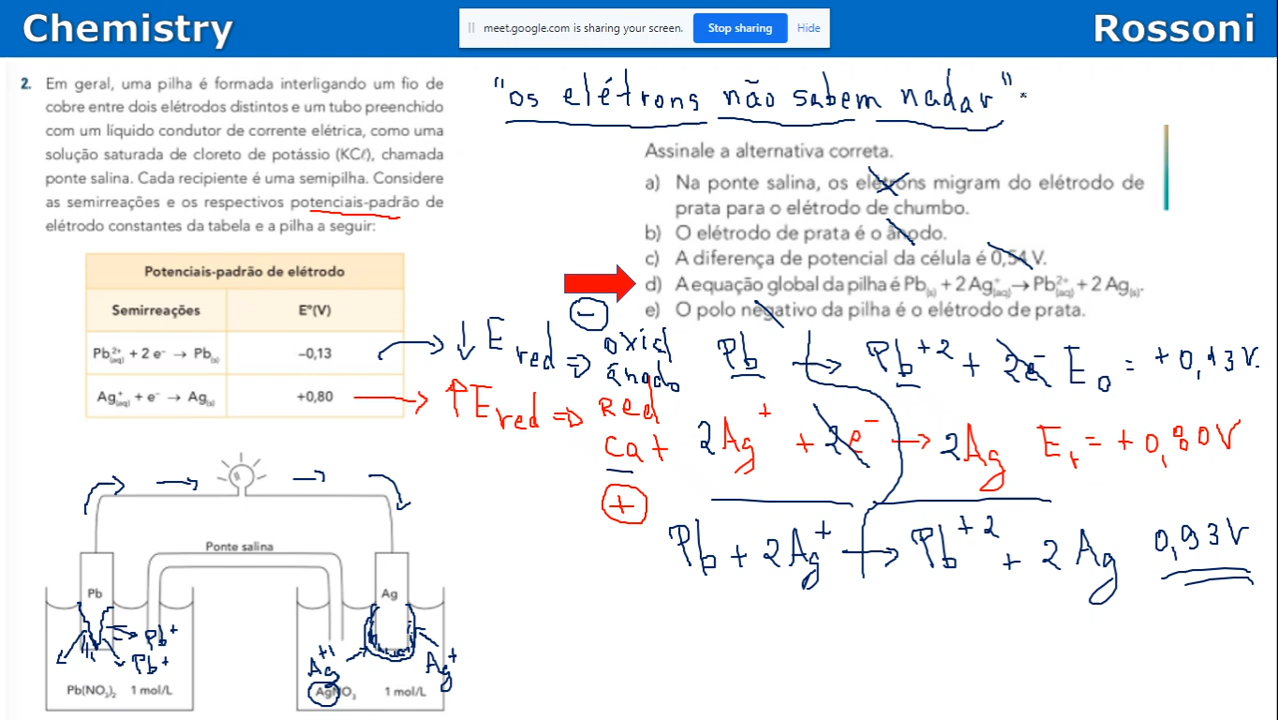 Chemistry
meet.google.com is sharing your screen. Stop sharing Hide
Rossoni
2. Em geral, uma pilha é formada interligando um fio de
cobre entre dois elétrodos distintos e um tubo preenchido
com um líquido condutor de corrente elétrica, como uma
solução saturada de cloreto de potássio (KCℓ), chamada
ponte salina. Cada recipiente é uma semipilha. Considere
as semirreações e os respectivos potenciais-padrão de
elétrodo constantes da tabela e a pilha a seguir:
Potenciais-padrão de elétrodo
Semirreações E°(V)
Pb²⁺(aq) + 2 e⁻ → Pb(s) –0,13
Ag⁺(aq) + e⁻ → Ag(s) +0,80
Ponte salina
Pb
Ag
Pb⁺
Pb⁺
Ag⁺¹
Ag⁺
Pb(NO₃)₂ 1 mol/L
AgNO₃ 1 mol/L
"os elétrons não sabem nadar"
Assinale a alternativa correta.
a) Na ponte salina, os elétrons migram do elétrodo de
prata para o elétrodo de chumbo.
b) O elétrodo de prata é o ânodo.
c) A diferença de potencial da célula é 0,54 V.
d) A equação global da pilha é Pb(s) + 2 Ag⁺(aq) → Pb²⁺(aq) + 2 Ag(s).
e) O polo negativo da pilha é o elétrodo de prata.
−
↓ E red ⇒ oxid
ânodo
Pb → Pb⁺² + 2e⁻ E₀ = +0,13V.
↑ E red ⇒ red
cat
+
2Ag⁺ + 2e⁻ → 2Ag Eᵣ = +0,80V
Pb + 2Ag⁺ → Pb⁺² + 2Ag 0,93V